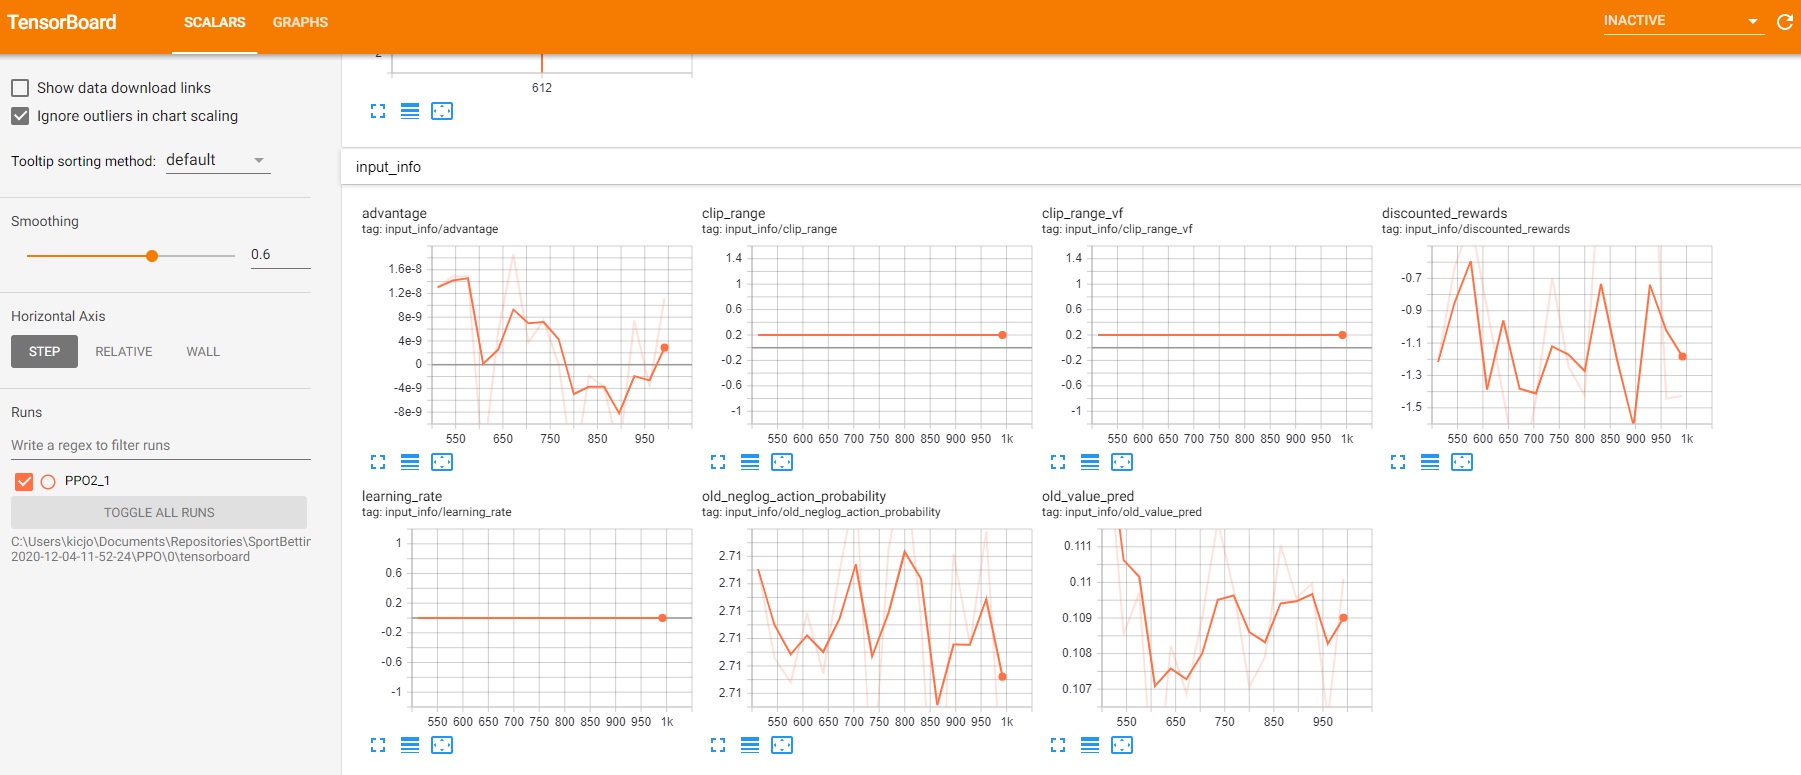 TensorBoard
SCALARS
GRAPHS
INACTIVE
Show data download links
Ignore outliers in chart scaling
Tooltip sorting method: default
Smoothing
0.6
Horizontal Axis
STEP
RELATIVE
WALL
Runs
Write a regex to filter runs
PPO2_1
TOGGLE ALL RUNS
C:\Users\kicjo\Documents\Repositories\SportBettir
2020-12-04-11-52-24\PPO\0\tensorboard
612
input_info
advantage
tag: input_info/advantage
1.6e-8
1.2e-8
8e-9
4e-9
0
-4e-9
-8e-9
550 650 750 850 950
clip_range
tag: input_info/clip_range
1.4
1
0.6
0.2
-0.2
-0.6
-1
550 600 650 700 750 800 850 900 950 1k
clip_range_vf
tag: input_info/clip_range_vf
1.4
1
0.6
0.2
-0.2
-0.6
-1
550 600 650 700 750 800 850 900 950 1k
discounted_rewards
tag: input_info/discounted_rewards
-0.7
-0.9
-1.1
-1.3
-1.5
550 600 650 700 750 800 850 900 950 1k
learning_rate
tag: input_info/learning_rate
1
0.6
0.2
-0.2
-0.6
-1
550 600 650 700 750 800 850 900 950 1k
old_neglog_action_probability
tag: input_info/old_neglog_action_probability
2.71
2.71
2.71
2.71
2.71
2.71
550 600 650 700 750 800 850 900 950 1k
old_value_pred
tag: input_info/old_value_pred
0.111
0.11
0.109
0.108
0.107
550 650 750 850 950